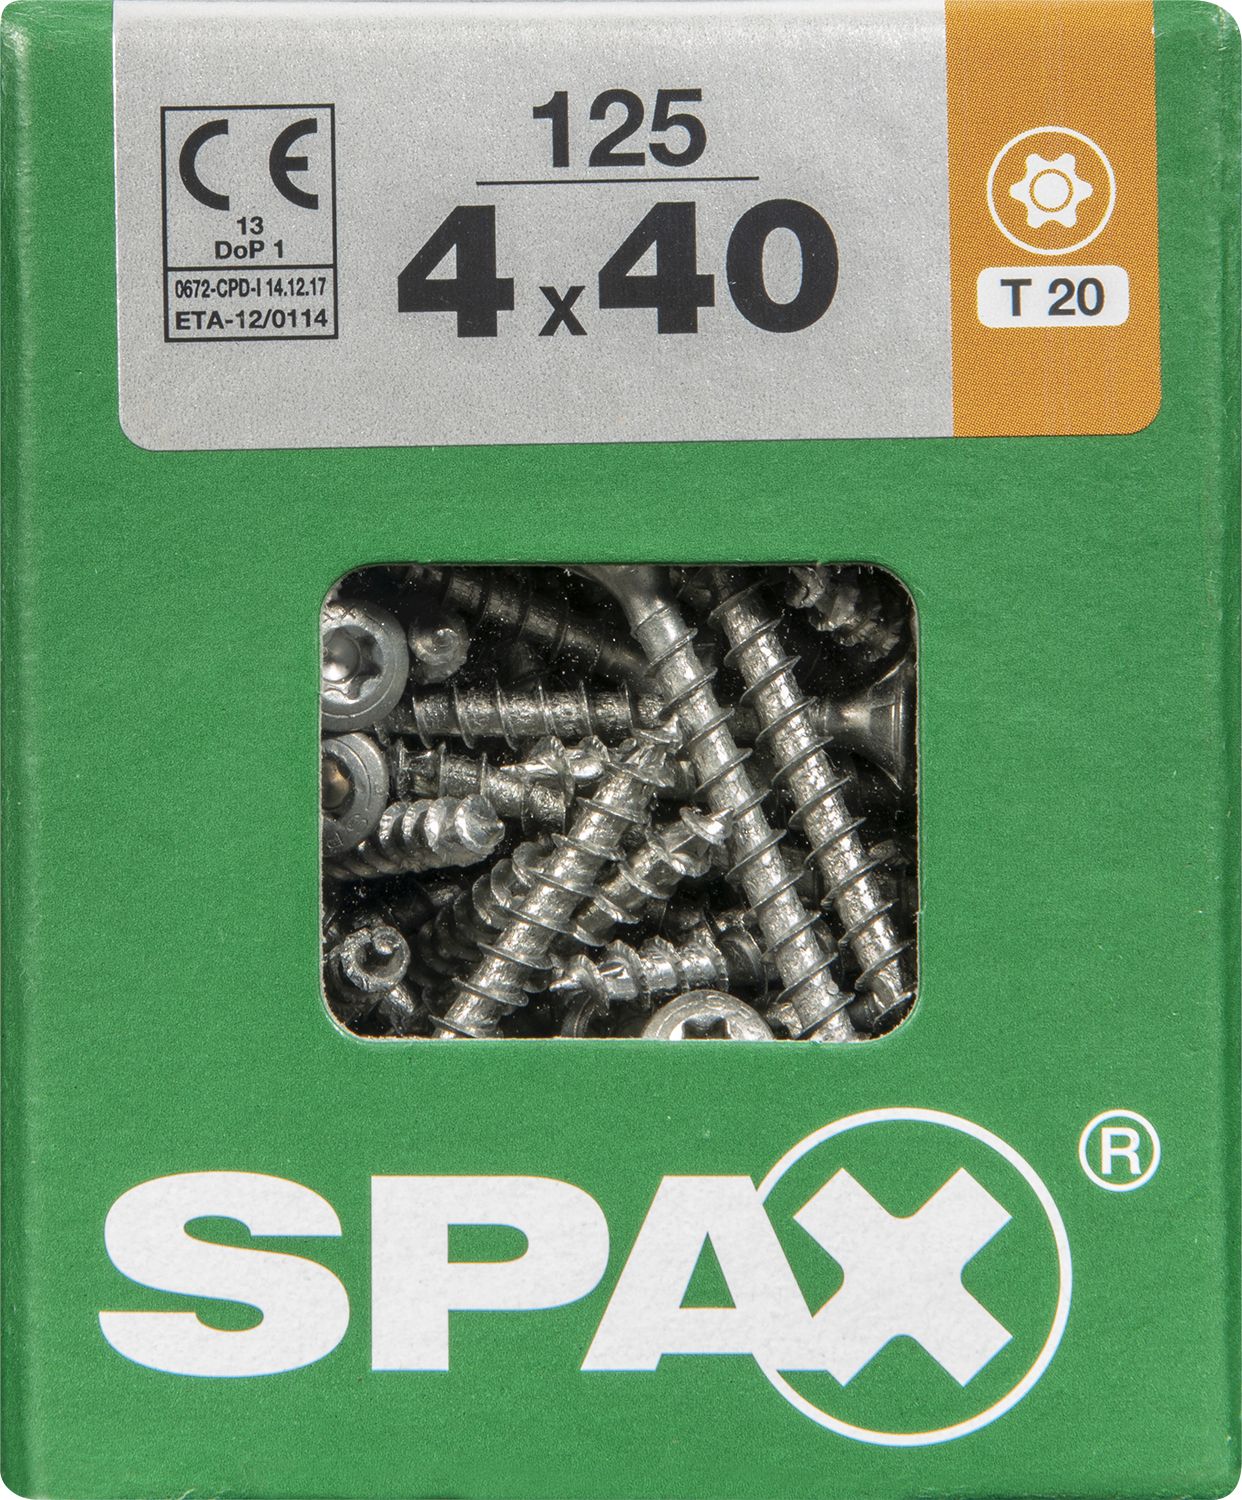 CE
13
DoP 1
0672-CPD-I 14.12.17
ETA-12/0114
125
4 x 40
T 20
SPAX ®